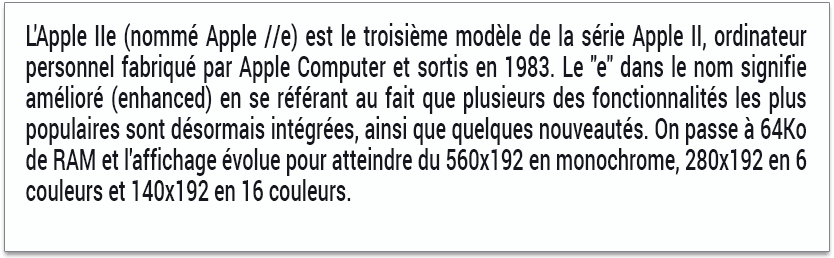 L'Apple IIe (nommé Apple //e) est le troisième modèle de la série Apple II, ordinateur
personnel fabriqué par Apple Computer et sortis en 1983. Le "e" dans le nom signifie
amélioré (enhanced) en se référant au fait que plusieurs des fonctionnalités les plus
populaires sont désormais intégrées, ainsi que quelques nouveautés. On passe à 64Ko
de RAM et l'affichage évolue pour atteindre du 560x192 en monochrome, 280x192 en 6
couleurs et 140x192 en 16 couleurs.